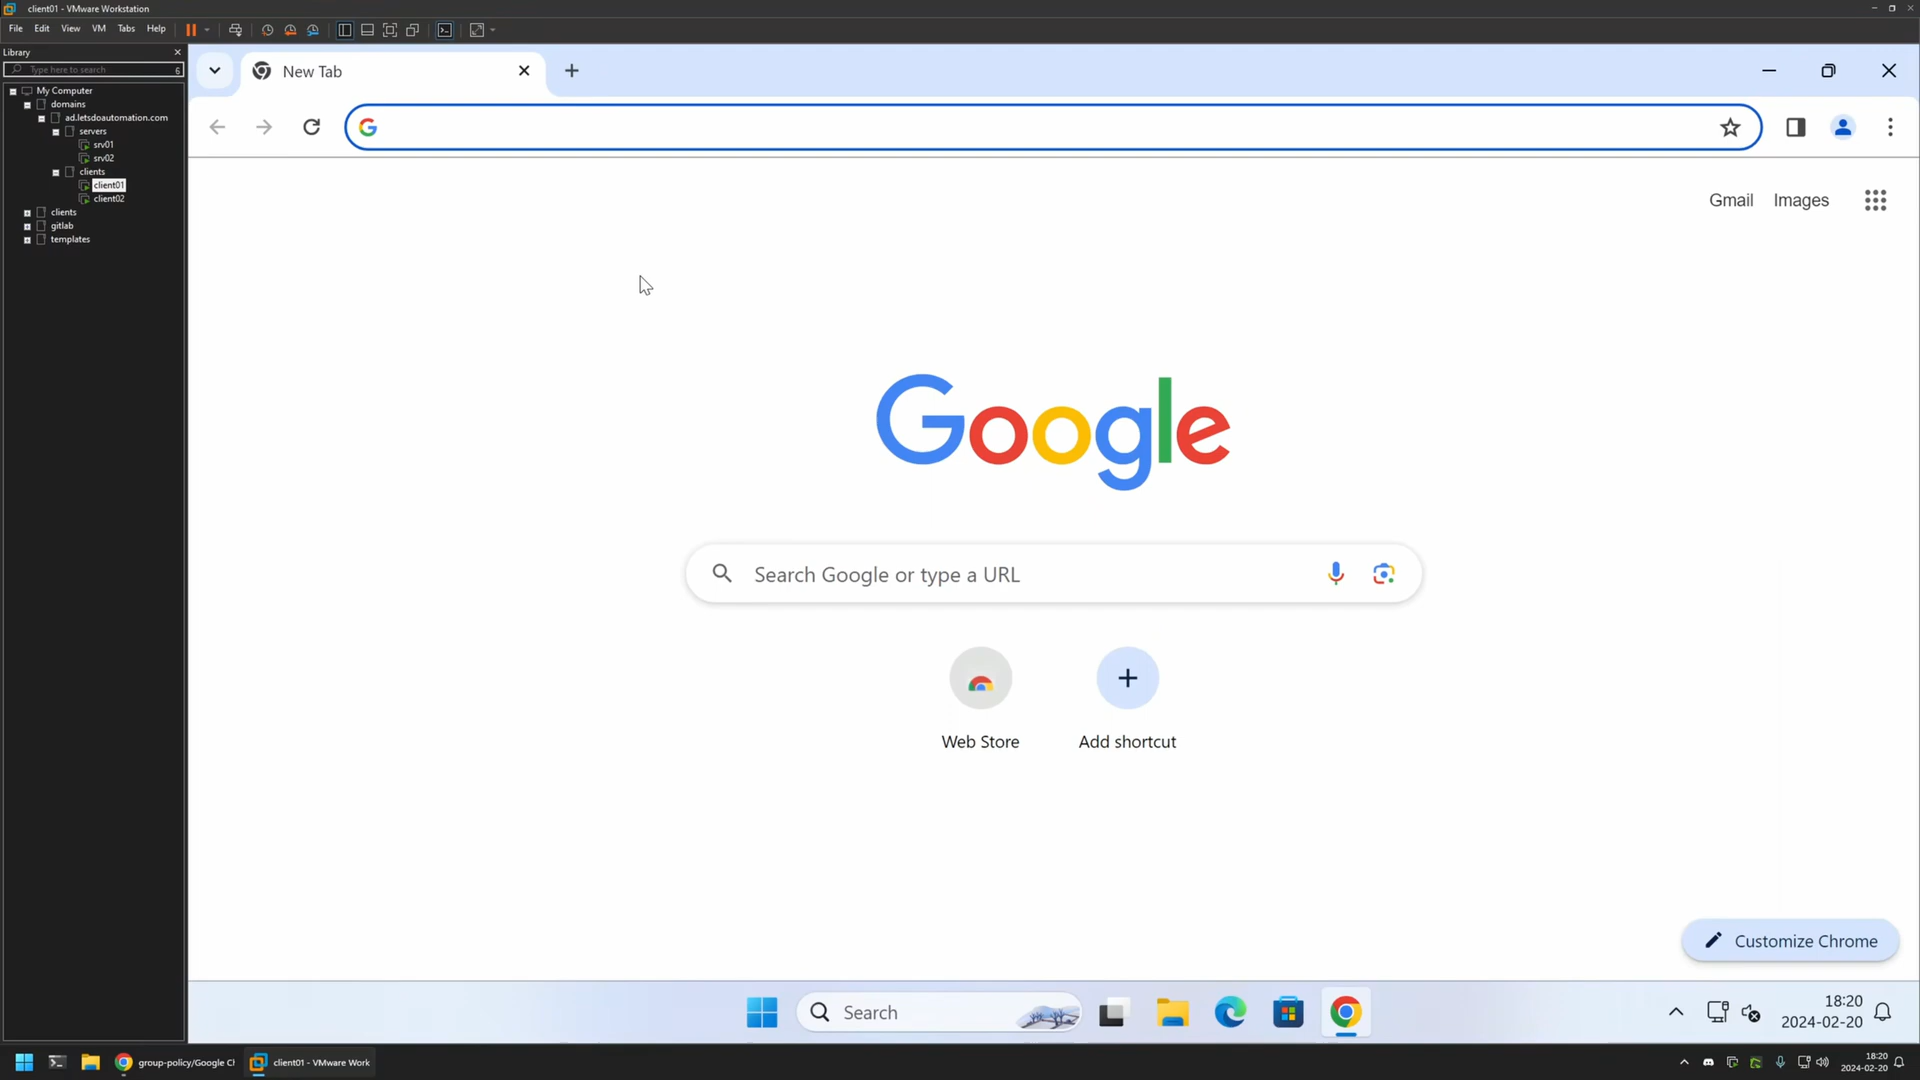 client01 - VMware Workstation
File Edit View VM Tabs Help
Library
Type here to search
6
My Computer
domains
ad.letsdoautomation.com
servers
srv01
srv02
clients
client01
client02
clients
gitlab
templates
New Tab
Gmail Images
Google
Search Google or type a URL
Web Store Add shortcut
Customize Chrome
Search
18:20
2024-02-20
group-policy/Google Cl
client01 - VMware Work
18:20
2024-02-20